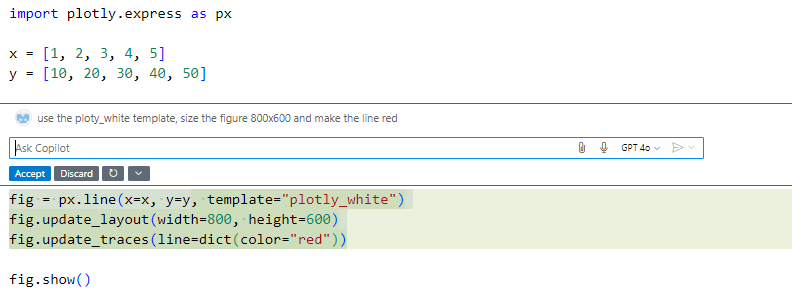 import plotly.express as px
x = [1, 2, 3, 4, 5]
y = [10, 20, 30, 40, 50]
use the ploty_white template, size the figure 800x600 and make the line red
Ask Copilot GPT 4o
Accept Discard
fig = px.line(x=x, y=y, template="plotly_white")
fig.update_layout(width=800, height=600)
fig.update_traces(line=dict(color="red"))
fig.show()